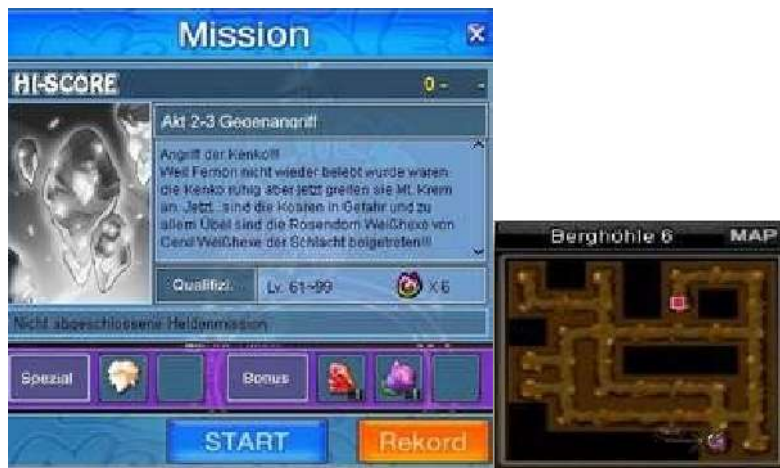 Mission
HI-SCORE 0 - -
Akt 2-3 Gegenangriff
Angriff der Kenko!!!
Weil Fernon nicht wieder belebt wurde waren
die Kenko ruhig aber jetzt greifen sie Mt. Krem
an. Jetzt.. sind die Koaren in Gefahr und zu
allem Übel sind die Rosendorn Weißhexe von
Weißhexe der Schlacht beigetreten!!!
Qualifizi. Lv. 61~99 X 6
Nicht abgeschlossene Heldenmission
Spezial Bonus
START Rekord
Berghöhle 6 MAP